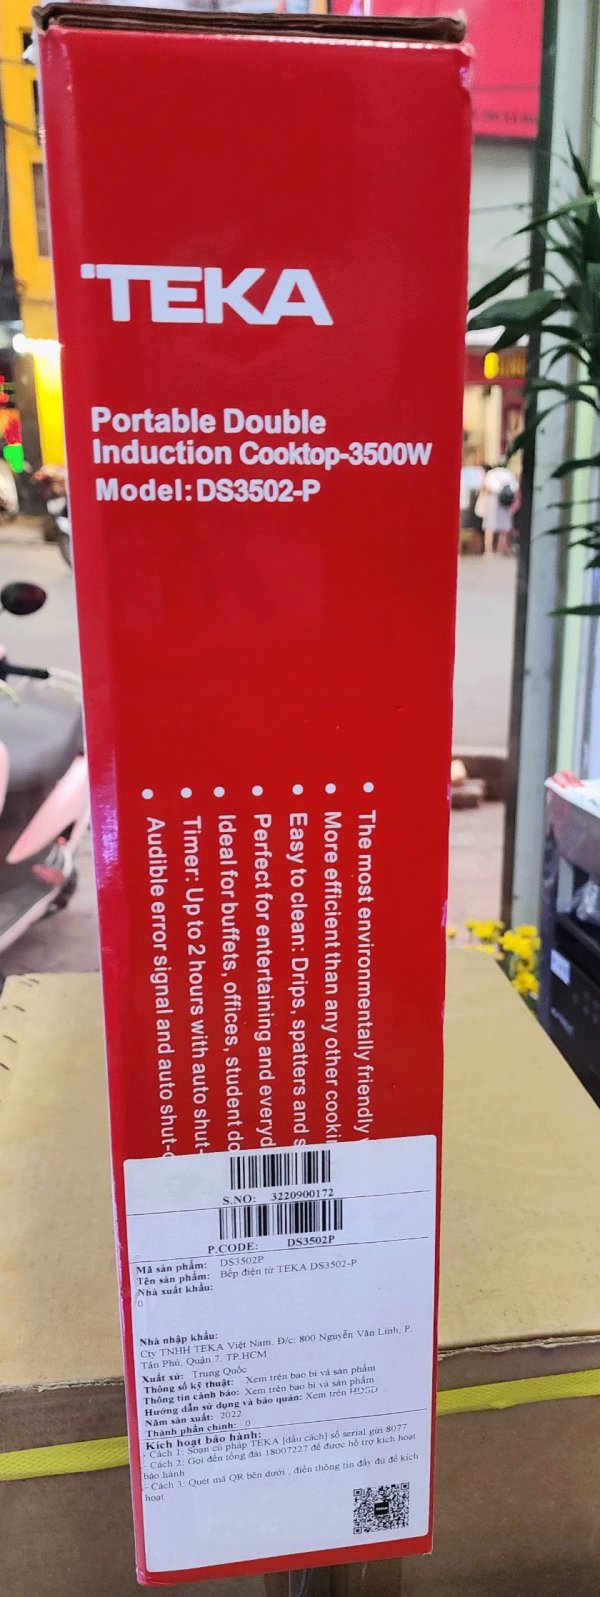 TEKA
Portable Double
Induction Cooktop-3500W
Model: DS3502-P
• The most environmentally friendly
• More efficient than any other
• Easy to clean: Drips, spatters and
• Perfect for entertaining and
• Ideal for buffets, offices, student
• Timer: Up to 2 hours with auto shut-
• Audible error signal and auto shut-
S.NO: 3220900172
P.CODE: DS3502P
Mã sản phẩm: DS3502P
Tên sản phẩm: Bếp điện từ TEKA DS3502-P
Nhà xuất khẩu:
0
Nhà nhập khẩu:
Cty TNHH TEKA Việt Nam. Đ/c: 800 Nguyễn Văn Linh, P.
Tân Phú, Quận 7. TP.HCM
Xuất xứ: Trung Quốc
Thông số kỹ thuật: Xem trên bao bì và sản phẩm
Thông tin cảnh báo: Xem trên bao bì và sản phẩm
Hướng dẫn sử dụng và bảo quản: Xem trên HDSD
Năm sản xuất: 2022
Thành phần chính: 0
Kích hoạt bảo hành:
- Cách 1: Soạn cú pháp TEKA [dấu cách] số serial gửi 8077
- Cách 2: Gọi đến tổng đài 18007227 để được hỗ trợ kích hoạt
bảo hành
- Cách 3: Quét mã QR bên dưới , điền thông tin đầy đủ để kích
hoạt